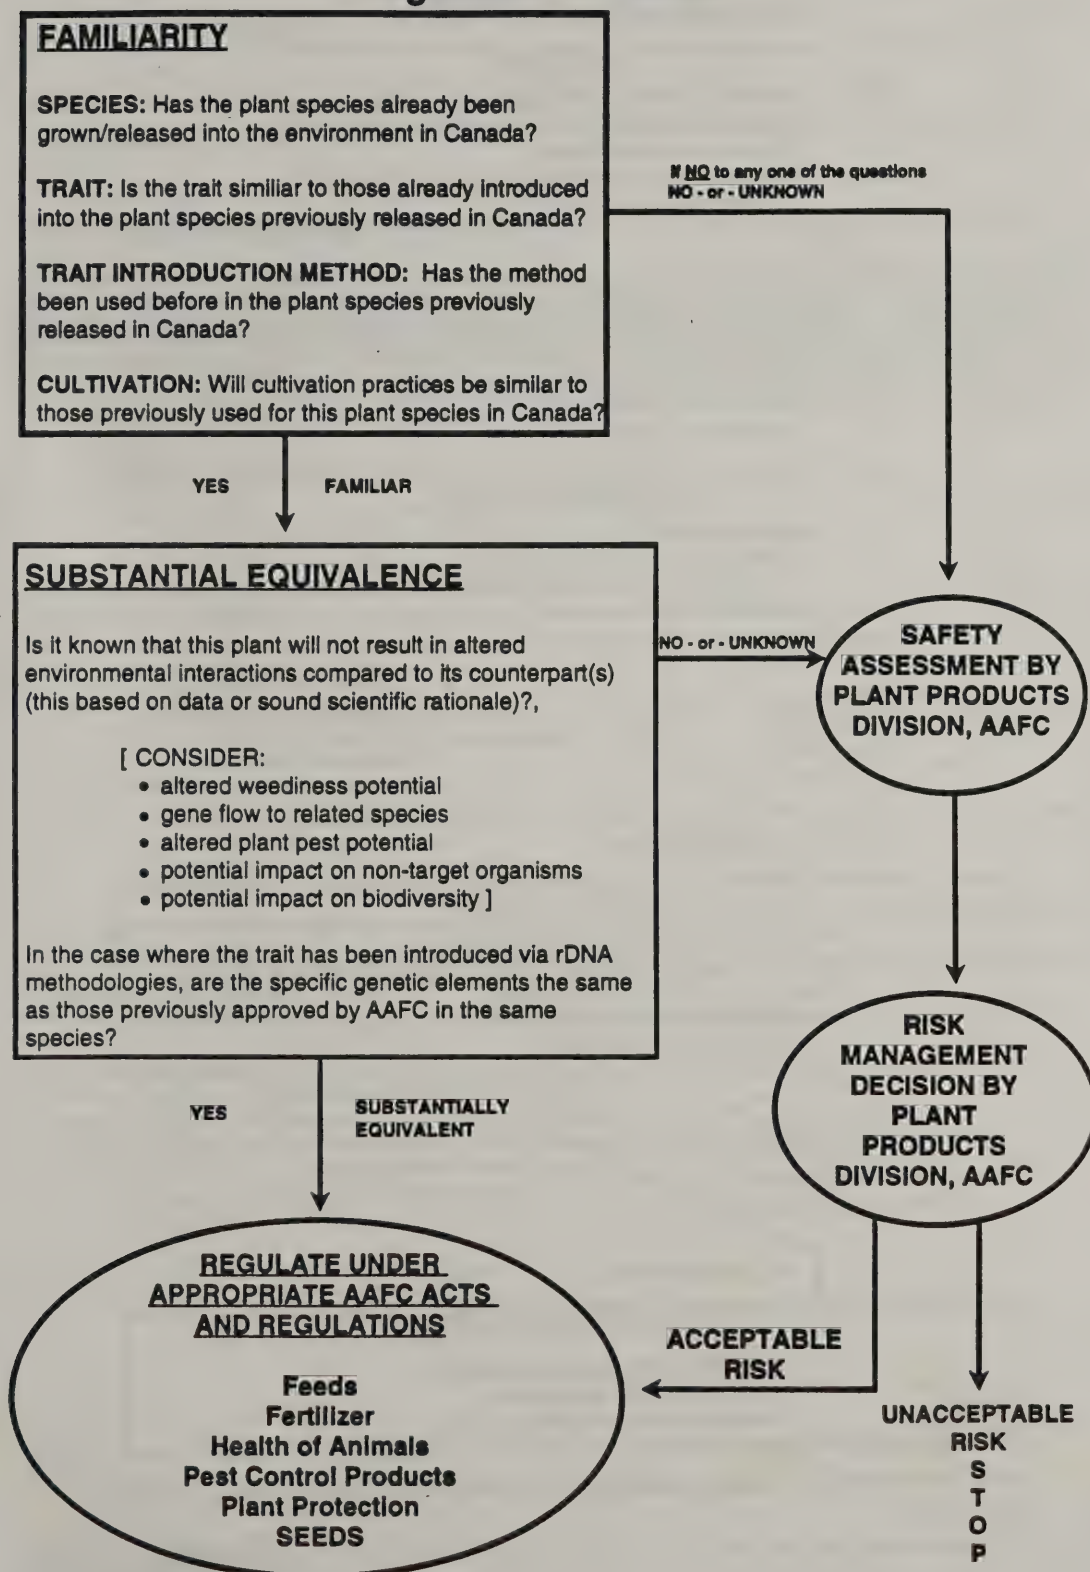 FAMILIARITY
SPECIES: Has the plant species already been
grown/released into the environment in Canada?
TRAIT: Is the trait similiar to those already introduced
into the plant species previously released in Canada?
TRAIT INTRODUCTION METHOD: Has the method
been used before in the plant species previously
released in Canada?
CULTIVATION: Will cultivation practices be similar to
those previously used for this plant species in Canada?
If NO to any one of the questions
NO - or - UNKNOWN
YES FAMILIAR
SUBSTANTIAL EQUIVALENCE
Is it known that this plant will not result in altered
environmental interactions compared to its counterpart(s)
(this based on data or sound scientific rationale)?,
[ CONSIDER:
• altered weediness potential
• gene flow to related species
• altered plant pest potential
• potential impact on non-target organisms
• potential impact on biodiversity ]
In the case where the trait has been introduced via rDNA
methodologies, are the specific genetic elements the same
as those previously approved by AAFC in the same
species?
NO - or - UNKNOWN
SAFETY
ASSESSMENT BY
PLANT PRODUCTS
DIVISION, AAFC
RISK
MANAGEMENT
DECISION BY
PLANT
PRODUCTS
DIVISION, AAFC
YES SUBSTANTIALLY
EQUIVALENT
REGULATE UNDER
APPROPRIATE AAFC ACTS
AND REGULATIONS
Feeds
Fertilizer
Health of Animals
Pest Control Products
Plant Protection
SEEDS
ACCEPTABLE
RISK
UNACCEPTABLE
RISK
S
T
O
P